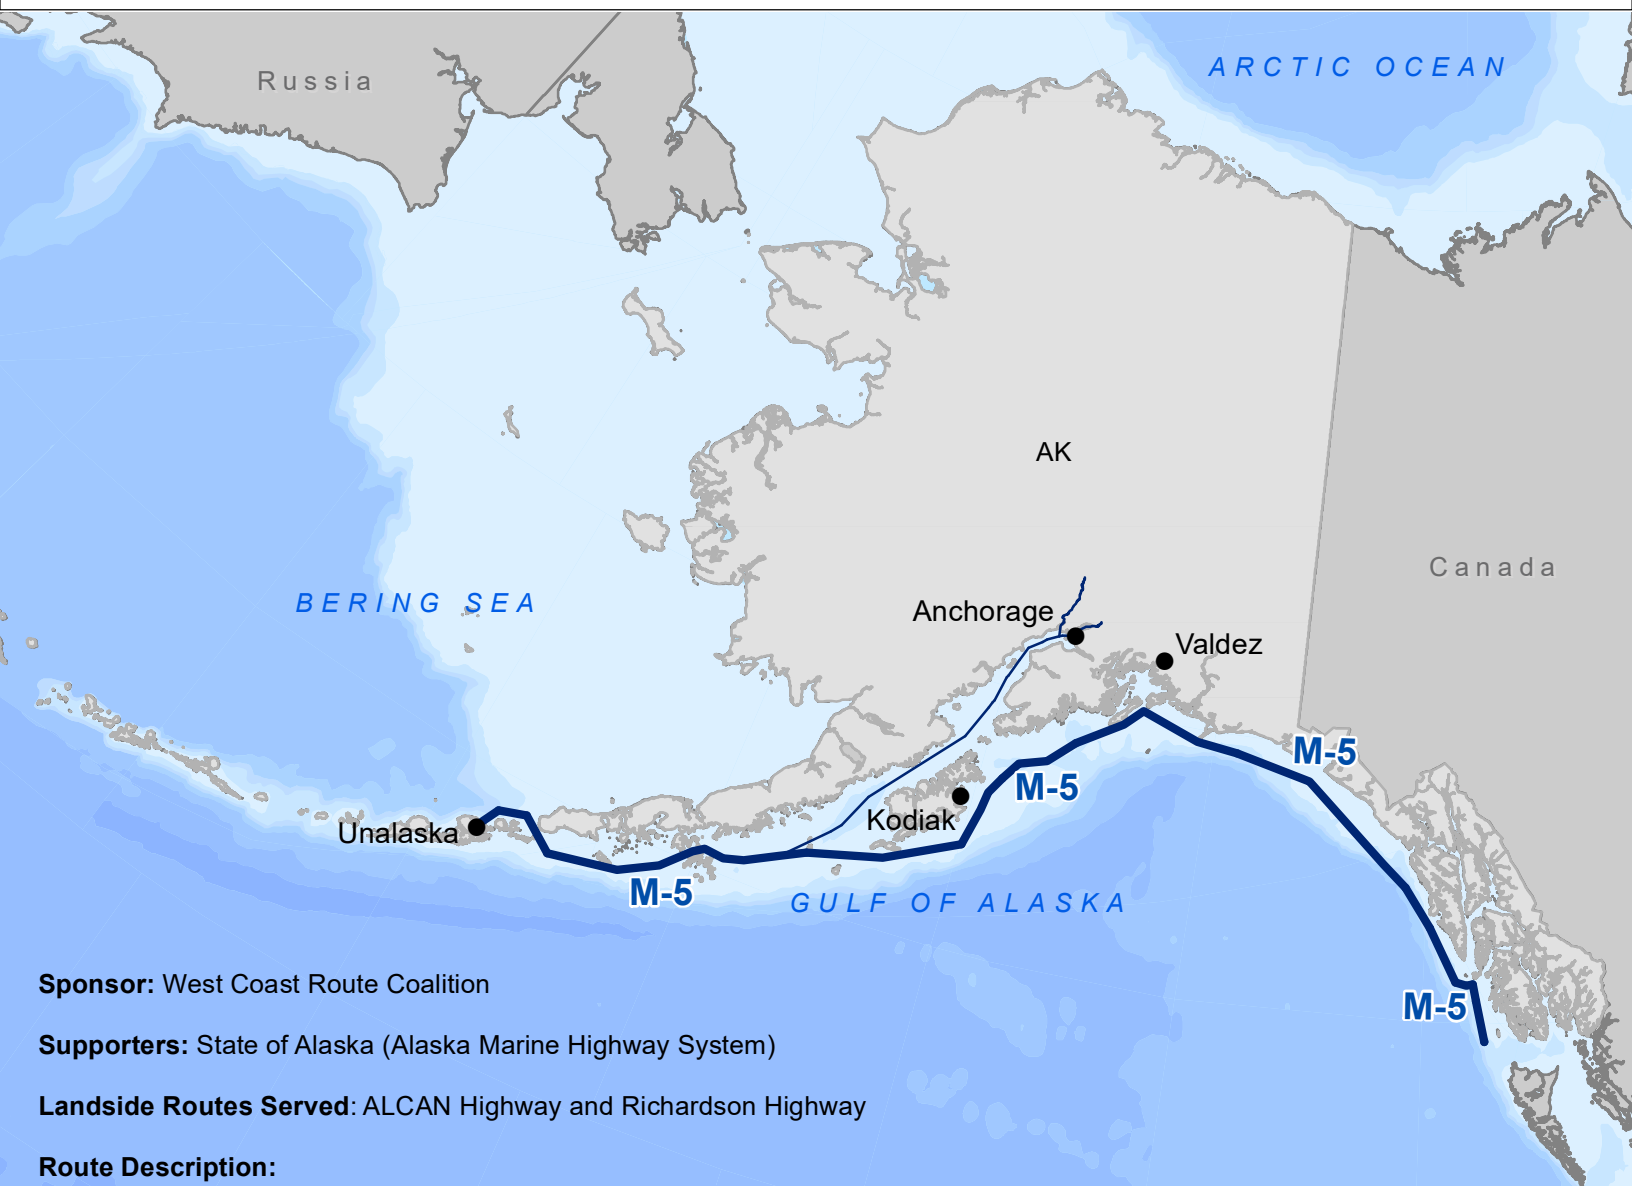 Russia
ARCTIC OCEAN
AK
Canada
BERING SEA
Anchorage
Valdez
M-5
M-5
Kodiak
Unalaska
M-5
GULF OF ALASKA
M-5
Sponsor: West Coast Route Coalition
Supporters: State of Alaska (Alaska Marine Highway System)
Landside Routes Served: ALCAN Highway and Richardson Highway
Route Description: